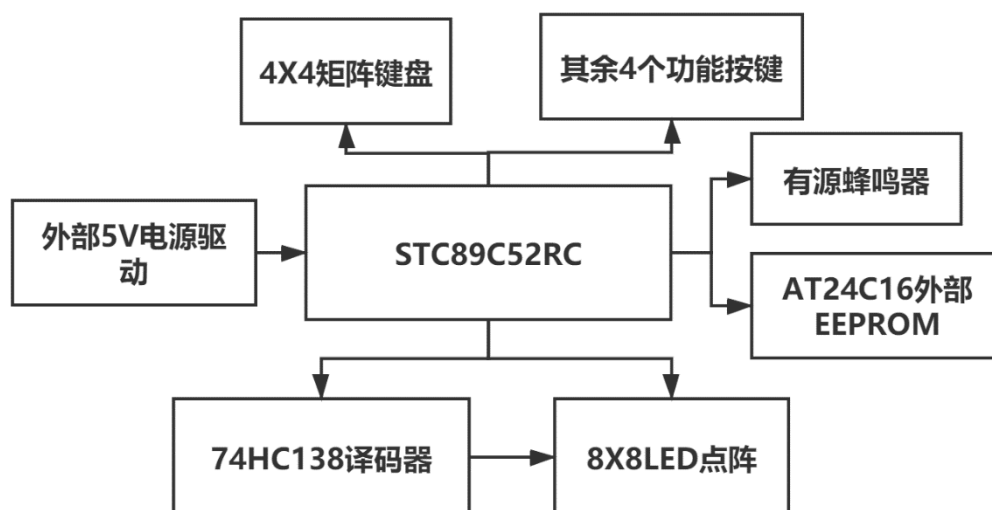 4X4矩阵键盘
其余4个功能按键
有源蜂鸣器
外部5V电源驱
动
STC89C52RC
AT24C16外部
EEPROM
74HC138译码器
8X8LED点阵